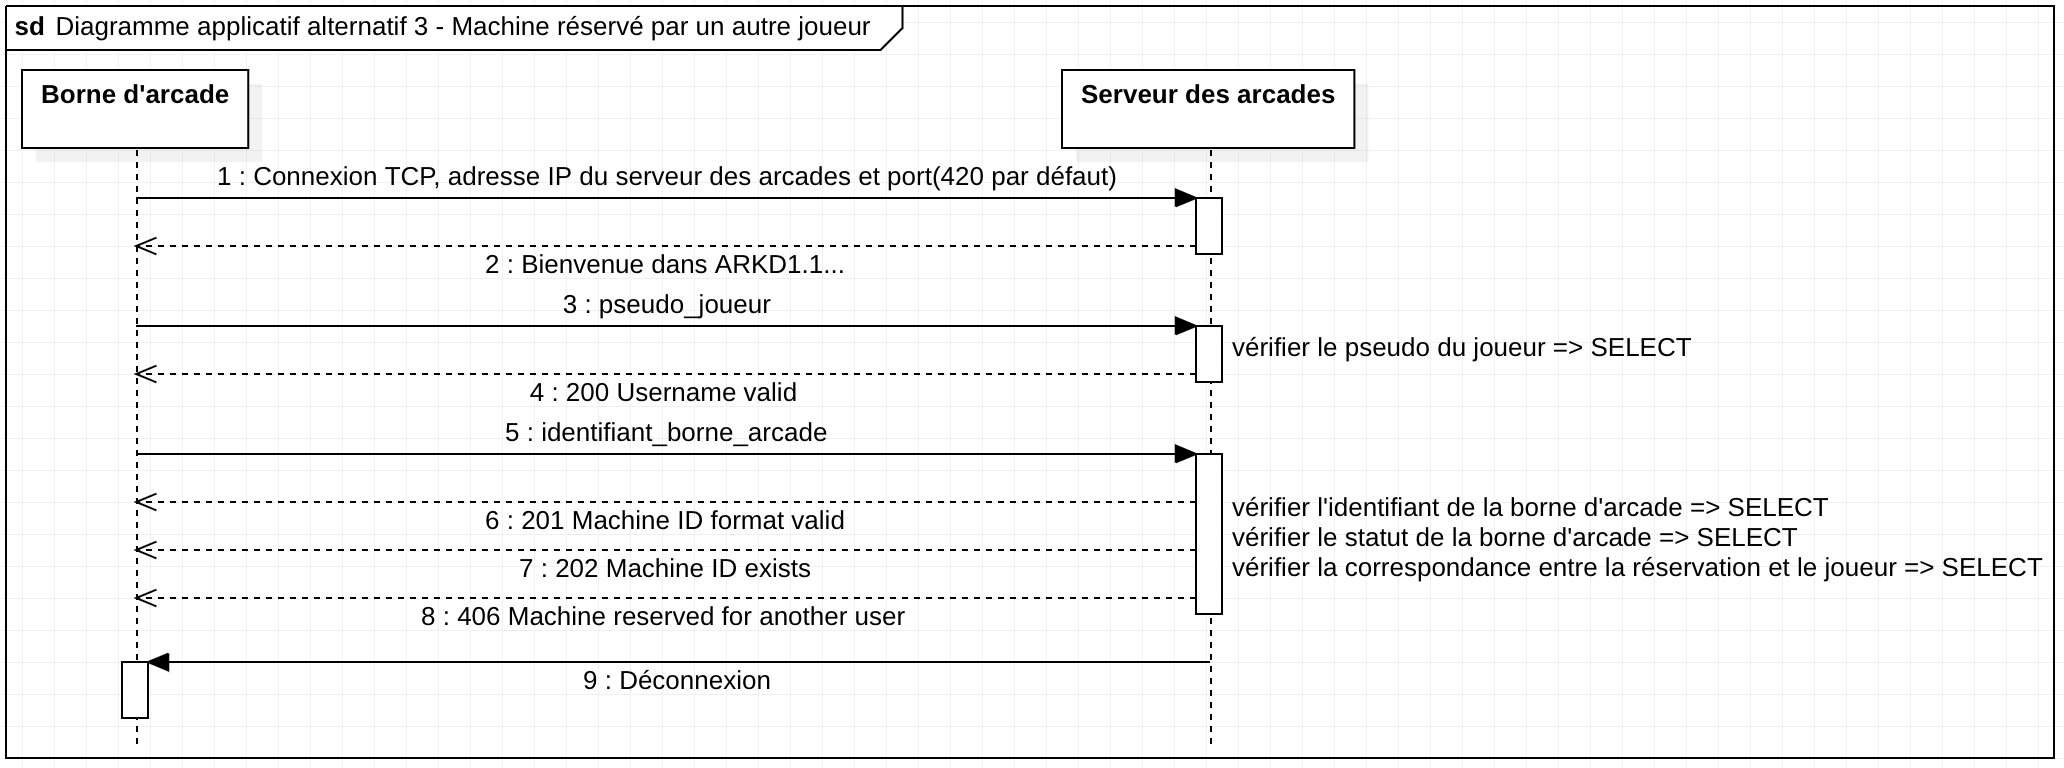 sd Diagramme applicatif alternatif 3 - Machine réservé par un autre joueur
Borne d'arcade
Serveur des arcades
1 : Connexion TCP, adresse IP du serveur des arcades et port(420 par défaut)
2 : Bienvenue dans ARKD1.1...
3 : pseudo_joueur
vérifier le pseudo du joueur => SELECT
4 : 200 Username valid
5 : identifiant_borne_arcade
vérifier l'identifiant de la borne d'arcade => SELECT
6 : 201 Machine ID format valid
vérifier le statut de la borne d'arcade => SELECT
7 : 202 Machine ID exists
vérifier la correspondance entre la réservation et le joueur => SELECT
8 : 406 Machine reserved for another user
9 : Déconnexion